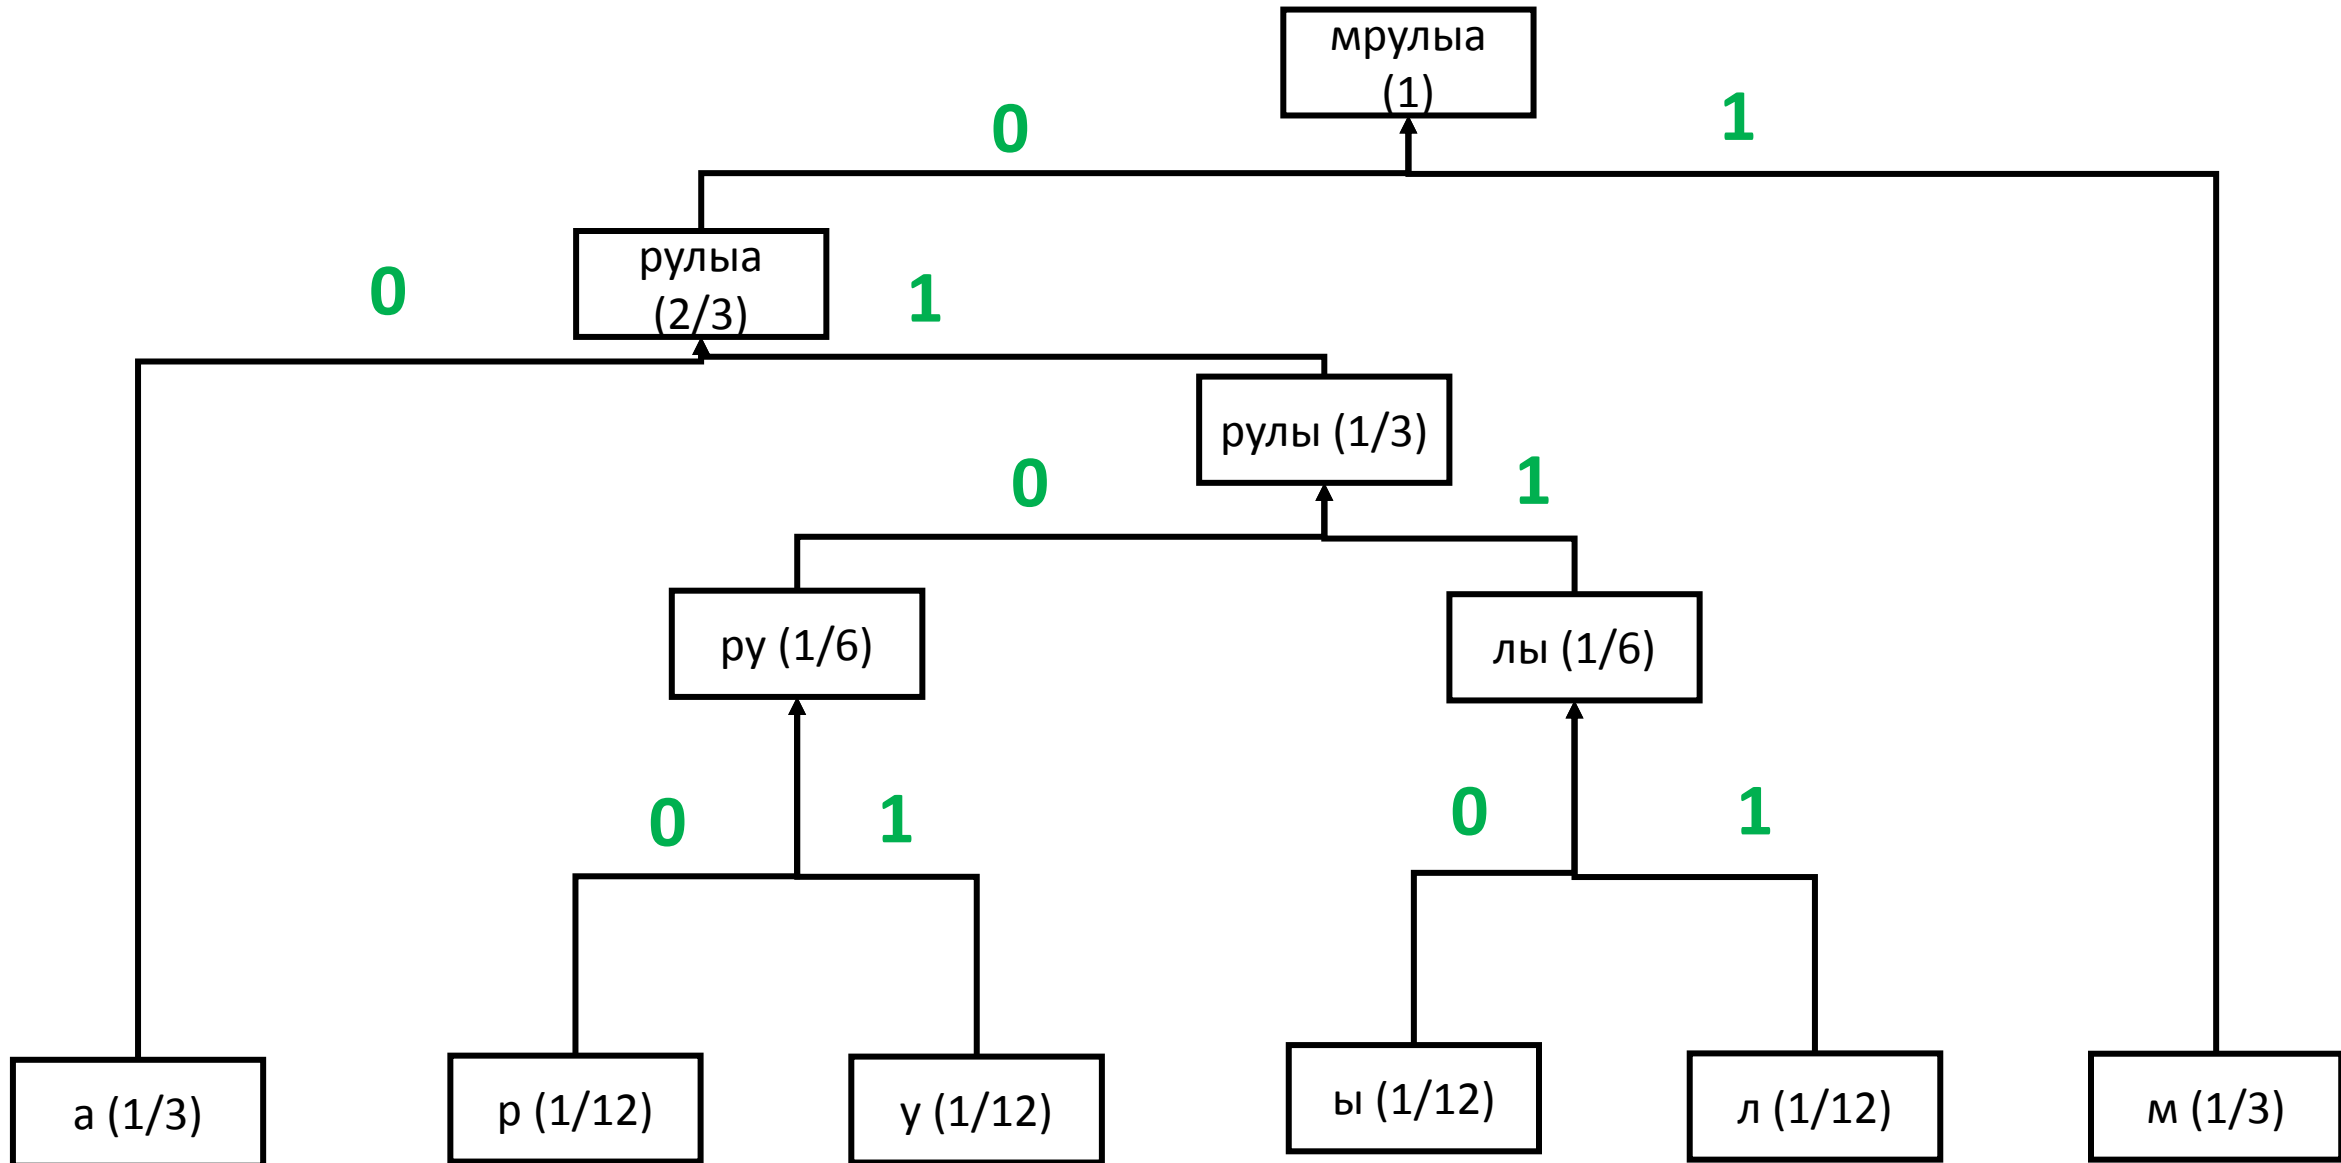 мрулыа
(1)
0
1
рулыа
(2/3)
0
1
рулы (1/3)
0
1
ру (1/6)
лы (1/6)
0
1
0
1
а (1/3)
р (1/12)
у (1/12)
ы (1/12)
л (1/12)
м (1/3)